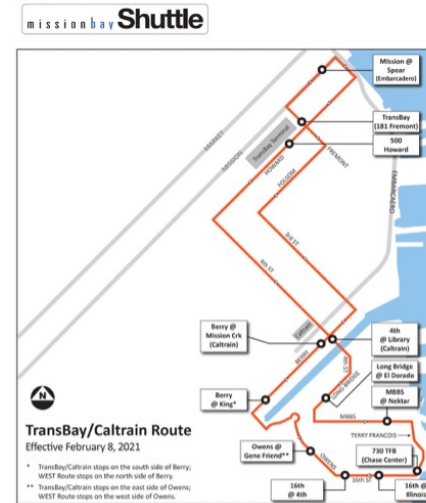 missionbay Shuttle
Mission @
Spear
(Embarcadero)
TransBay
(181 Fremont)
500
Howard
MARKET
MISSION
TransBay Terminal
HOWARD
FREMONT
FOLSOM
EMBARCADERO
3rd ST
4th ST
Caltrain
Berry @
Mission Crk
(Caltrain)
4th
@ Library
(Caltrain)
BERRY
4th ST
Long Bridge
@ El Dorado
LONG BRIDGE
Berry
@ King*
MBBS
@ Nektar
MBBS
TERRY FRANCOIS
Owens @
Gene Friend**
OWENS
730 TFB
(Chase Center)
16th ST
16th
@ 4th
16th @
Illinois
N
TransBay/Caltrain Route
Effective February 8, 2021
* TransBay/Caltrain stops on the south side of Berry;
WEST Route stops on the north side of Berry.
** TransBay/Caltrain stops on the east side of Owens;
WEST Route stops on the west side of Owens.